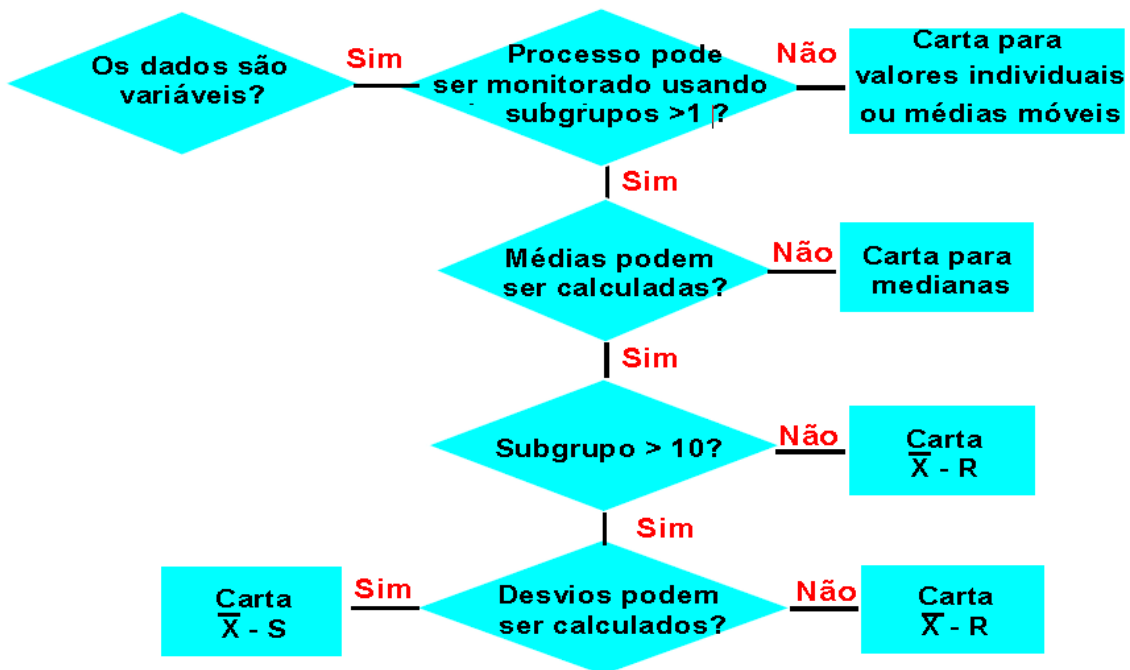 Os dados são
variáveis?
Sim
Processo pode
ser monitorado usando
subgrupos >1 ?
Não
Carta para
valores individuais
ou médias móveis
Sim
Médias podem
ser calculadas?
Não
Carta para
medianas
Sim
Subgrupo > 10?
Não
Carta
X̅ - R
Sim
Carta
X̅ - S
Sim
Desvios podem
ser calculados?
Não
Carta
X̅ - R